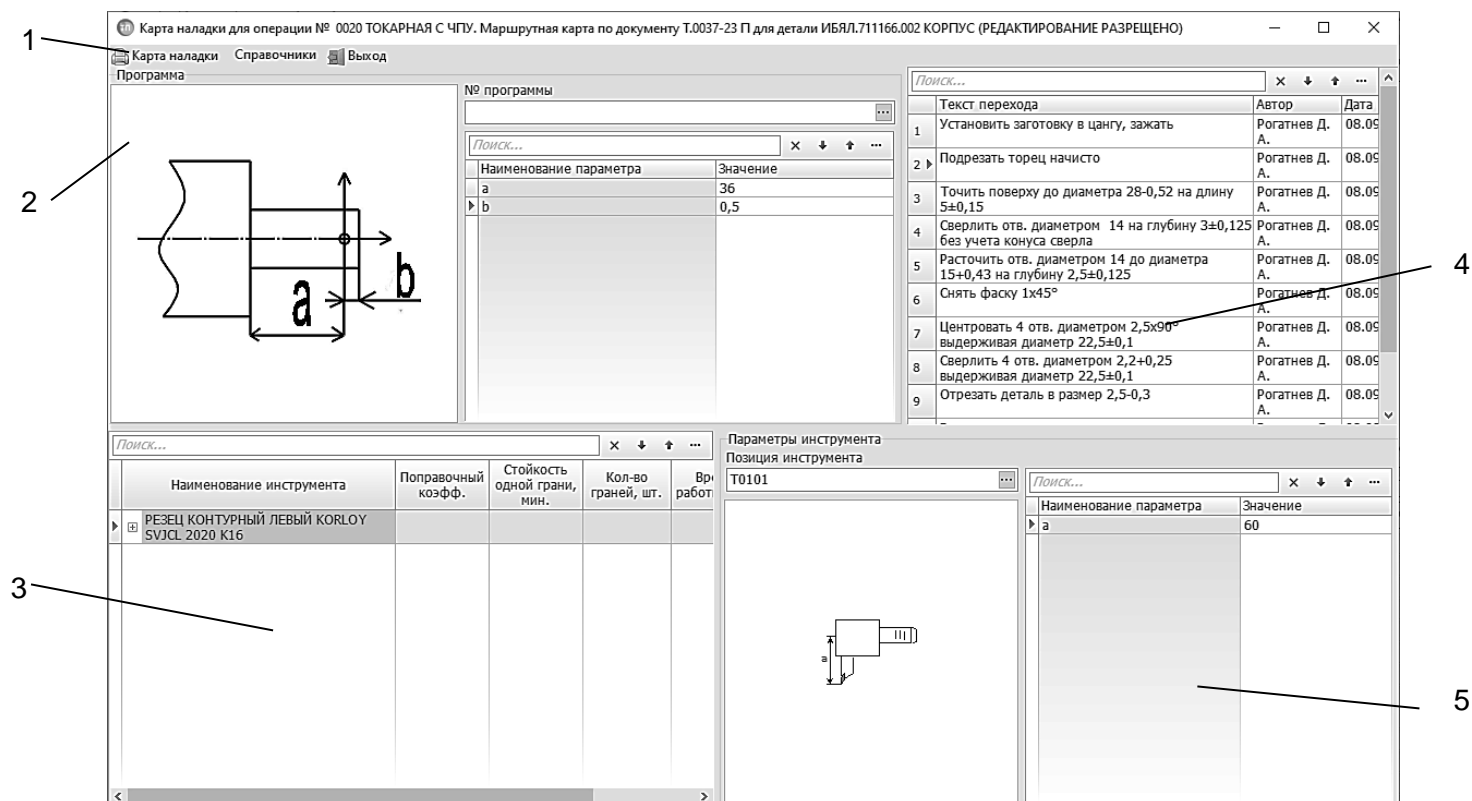 1
Карта наладки для операции № 0020 ТОКАРНАЯ С ЧПУ. Маршрутная карта по документу Т.0037-23 П для детали ИБЯЛ.711166.002 КОРПУС (РЕДАКТИРОВАНИЕ РАЗРЕШЕНО)
Карта наладки Справочники Выход
Программа
2
a
b
№ программы
Поиск...
Наименование параметра Значение
a 36
b 0,5
Поиск...
Текст перехода Автор Дата
1 Установить заготовку в цангу, зажать Рогатнев Д. 08.09
А.
2 Подрезать торец начисто Рогатнев Д. 08.09
А.
3 Точить поверху до диаметра 28-0,52 на длину Рогатнев Д. 08.09
5±0,15 А.
4 Сверлить отв. диаметром 14 на глубину 3±0,125 Рогатнев Д. 08.09
без учета конуса сверла А.
5 Расточить отв. диаметром 14 до диаметра Рогатнев Д. 08.09
15+0,43 на глубину 2,5±0,125 А.
6 Снять фаску 1х45° Рогатнев Д. 08.09
А.
7 Центровать 4 отв. диаметром 2,5х90° Рогатнев Д. 08.09
выдерживая диаметр 22,5±0,1 А.
8 Сверлить 4 отв. диаметром 2,2+0,25 Рогатнев Д. 08.09
выдерживая диаметр 22,5±0,1 А.
9 Отрезать деталь в размер 2,5-0,3 Рогатнев Д. 08.09
А.
4
Поиск...
Наименование инструмента Поправочный коэфф. Стойкость одной грани, мин. Кол-во граней, шт. Вре работ
РЕЗЕЦ КОНТУРНЫЙ ЛЕВЫЙ KORLOY
SVJCL 2020 K16
3
Параметры инструмента
Позиция инструмента
T0101
a
Поиск...
Наименование параметра Значение
a 60
5